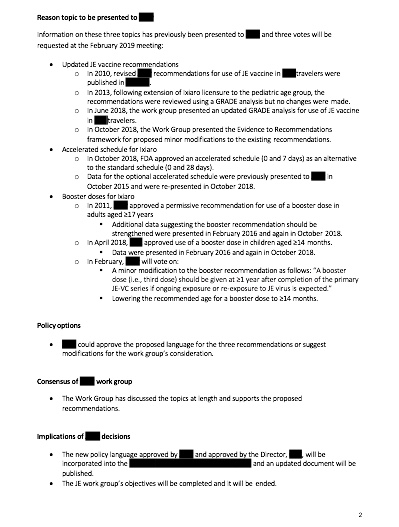 Reason topic to be presented to
Information on these three topics has previously been presented to and three votes will be
requested at the February 2019 meeting:
• Updated JE vaccine recommendations
o In 2010, revised recommendations for use of JE vaccine in travelers were
published in .
o In 2013, following extension of Ixiaro licensure to the pediatric age group, the
recommendations were reviewed using a GRADE analysis but no changes were made.
o In June 2018, the work group presented an updated GRADE analysis for use of JE vaccine
in travelers.
o In October 2018, the Work Group presented the Evidence to Recommendations
framework for proposed minor modifications to the existing recommendations.
• Accelerated schedule for Ixiaro
o In October 2018, FDA approved an accelerated schedule (0 and 7 days) as an alternative
to the standard schedule (0 and 28 days).
o Data for the optional accelerated schedule were previously presented to in
October 2015 and were re-presented in October 2018.
• Booster doses for Ixiaro
o In 2011, approved a permissive recommendation for use of a booster dose in
adults aged ≥17 years
▪ Additional data suggesting the booster recommendation should be
strengthened were presented in February 2016 and again in October 2018.
o In April 2018, approved use of a booster dose in children aged ≥14 months.
▪ Data were presented in February 2016 and again in October 2018.
o In February, will vote on:
▪ A minor modification to the booster recommendation as follows: "A booster
dose (i.e., third dose) should be given at ≥1 year after completion of the primary
JE-VC series if ongoing exposure or re-exposure to JE virus is expected."
▪ Lowering the recommended age for a booster dose to ≥14 months.
Policy options
• could approve the proposed language for the three recommendations or suggest
modifications for the work group's consideration.
Consensus of work group
• The Work Group has discussed the topics at length and supports the proposed
recommendations.
Implications of decisions
• The new policy language approved by and approved by the Director, , will be
incorporated into the and an updated document will be
published.
• The JE work group's objectives will be completed and it will be ended.
2